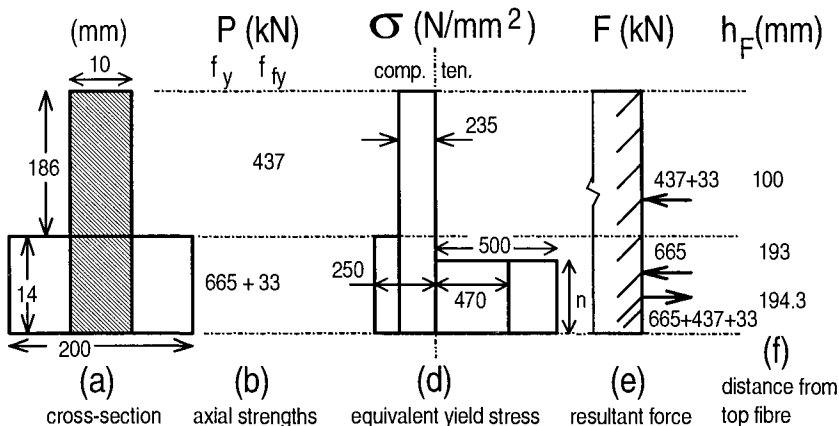 (mm) P (kN) σ (N/mm²) F (kN) h_F(mm)
f_y f_fy comp. ten.
10
235
186
437
437+33
100
500
665
193
14
665 + 33
250
470
n
194.3
665+437+33
200
(a) (b) (d) (e) (f)
cross-section axial strengths equivalent yield stress resultant force distance from
top fibre